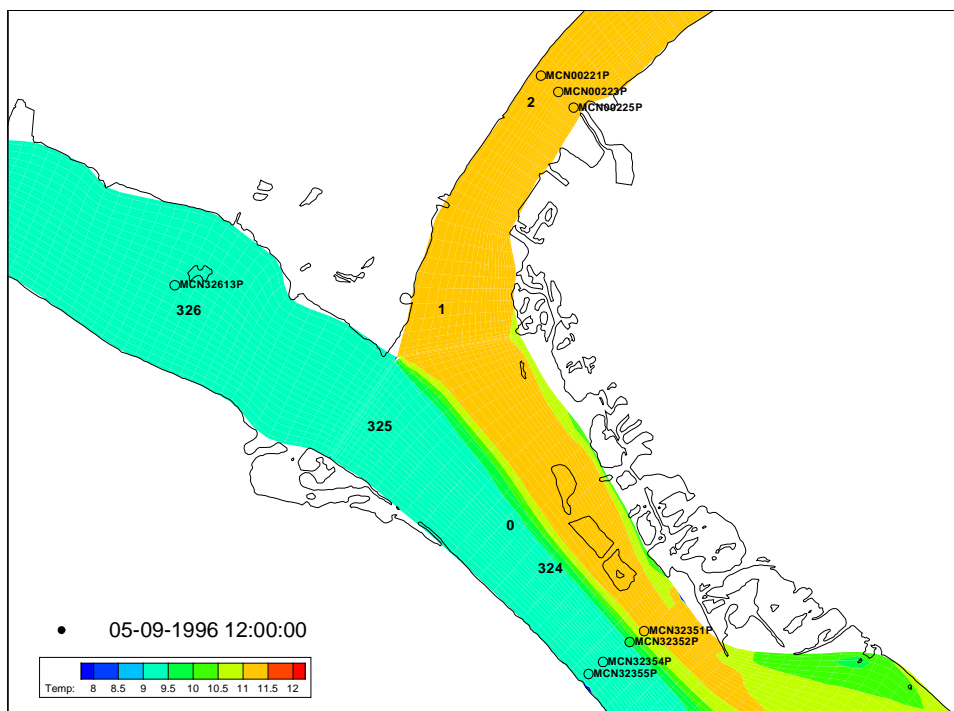 MCN00221P
MCN00223P
2
MCN00225P
MCN32613P
326
1
325
0
324
05-09-1996 12:00:00
MCN32351P
MCN32352P
MCN32354P
MCN32355P
Temp: 8 8.5 9 9.5 10 10.5 11 11.5 12